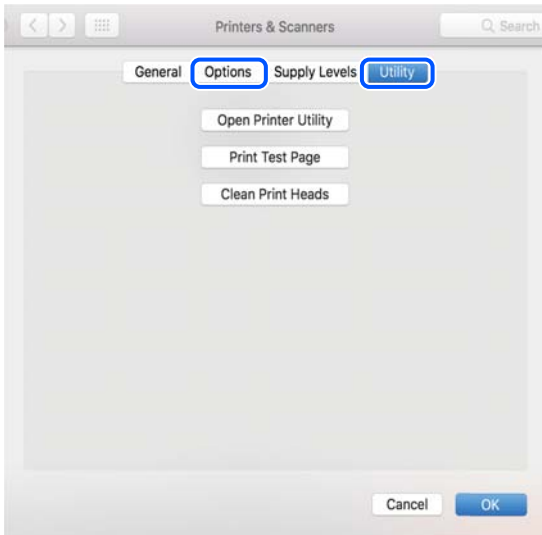 Printers & Scanners Search
General Options Supply Levels Utility
Open Printer Utility
Print Test Page
Clean Print Heads
Cancel OK